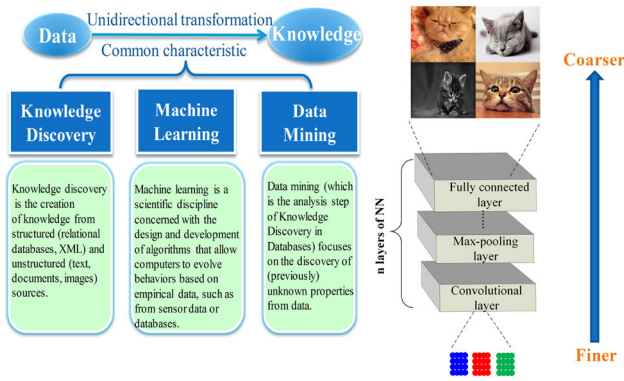 Data
Unidirectional transformation
Knowledge
Common characteristic
Knowledge
Discovery
Machine
Learning
Data
Mining
Knowledge discovery
is the creation
of knowledge from
structured (relational
databases, XML) and
unstructured (text,
documents, images)
sources.
Machine learning is a
scientific discipline
concerned with the
design and development
of algorithms that allow
computers to evolve
behaviors based on
empirical data, such as
from sensor data or
databases.
Data mining (which
is the analysis step
of Knowledge
Discovery in
Databases) focuses
on the discovery of
(previously)
unknown properties
from data.
n layers of NN
Fully connected
layer
Max-pooling
layer
Convolutional
layer
Coarser
Finer